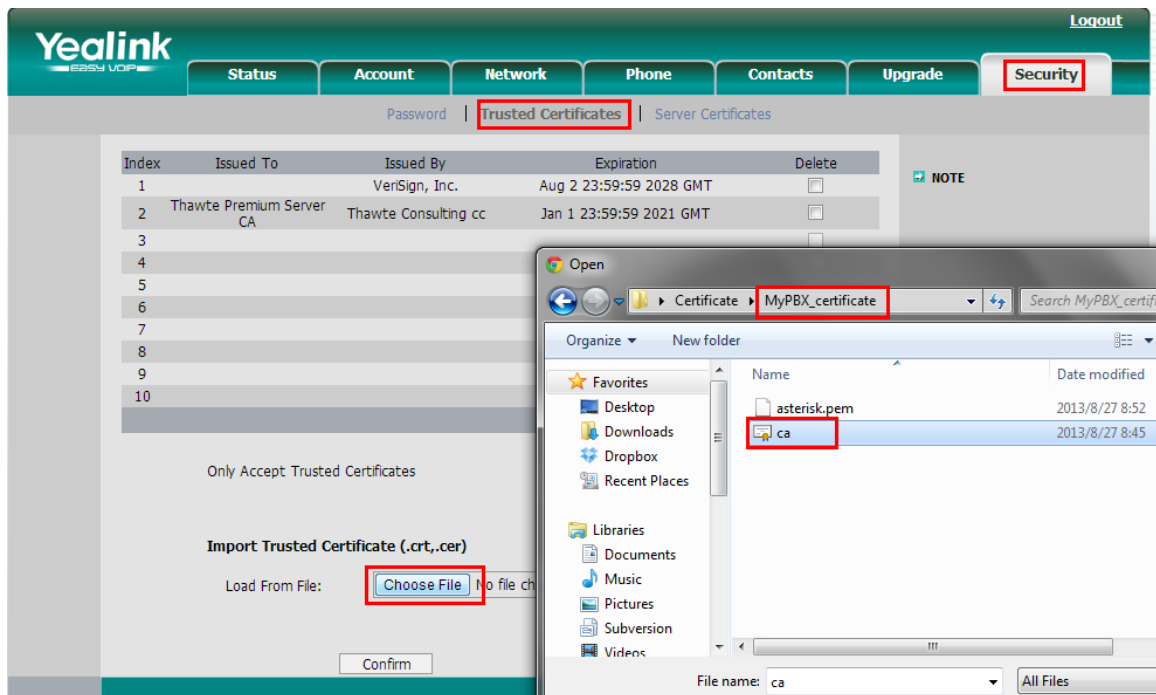 Logout
Yealink
EASY VOIP
Status Account Network Phone Contacts Upgrade Security
Password | Trusted Certificates | Server Certificates
Index Issued To Issued By Expiration Delete
1 VeriSign, Inc. Aug 2 23:59:59 2028 GMT
2 Thawte Premium Server CA Thawte Consulting cc Jan 1 23:59:59 2021 GMT
3
4
5
6
7
8
9
10
NOTE
Only Accept Trusted Certificates
Import Trusted Certificate (.crt,.cer)
Load From File: Choose File No file ch
Confirm
Open
Certificate MyPBX_certificate Search MyPBX_certifi
Organize New folder
Favorites
Desktop
Downloads
Dropbox
Recent Places
Libraries
Documents
Music
Pictures
Subversion
Videos
Name Date modified
asterisk.pem 2013/8/27 8:52
ca 2013/8/27 8:45
File name: ca All Files